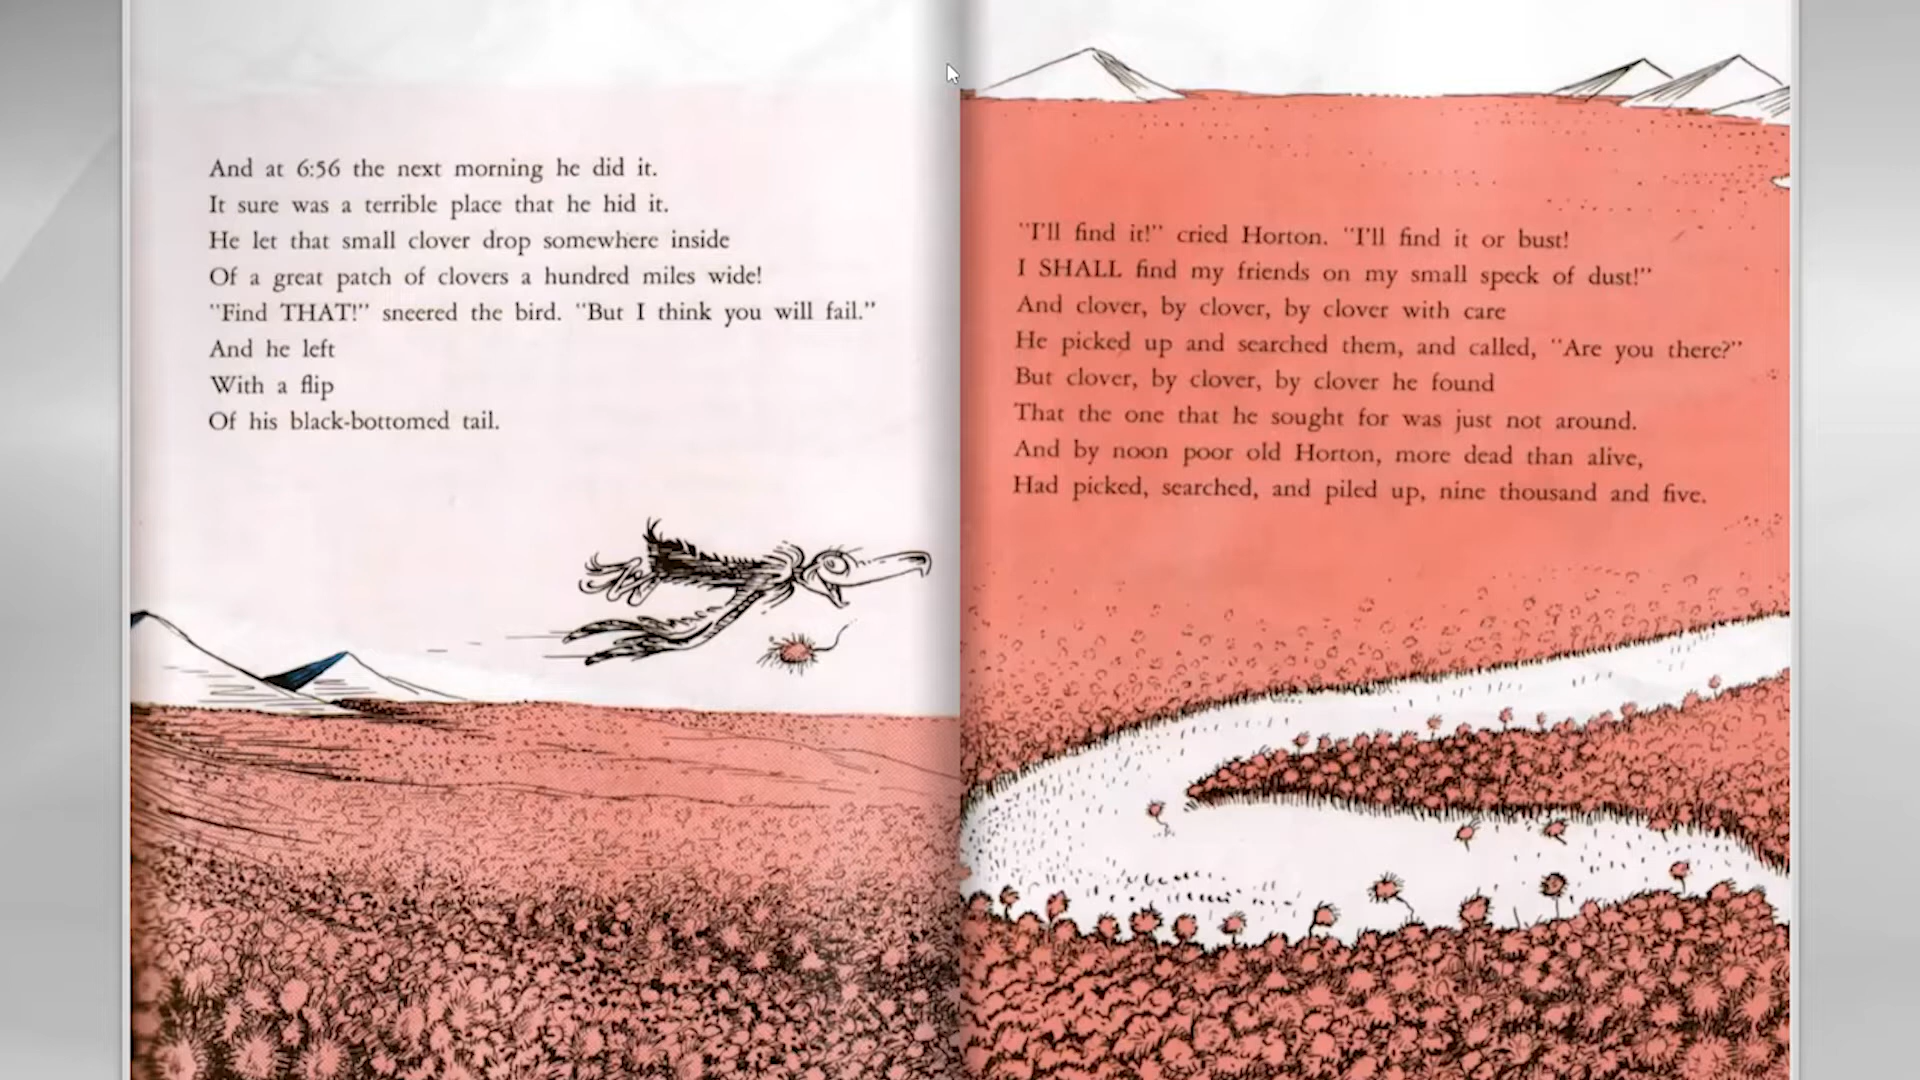 And at 6:56 the next morning he did it.
It sure was a terrible place that he hid it.
He let that small clover drop somewhere inside
Of a great patch of clovers a hundred miles wide!
"Find THAT!" sneered the bird. "But I think you will fail."
And he left
With a flip
Of his black-bottomed tail.
"I'll find it!" cried Horton. "I'll find it or bust!
I SHALL find my friends on my small speck of dust!"
And clover, by clover, by clover with care
He picked up and searched them, and called, "Are you there?"
But clover, by clover, by clover he found
That the one that he sought for was just not around.
And by noon poor old Horton, more dead than alive,
Had picked, searched, and piled up, nine thousand and five.